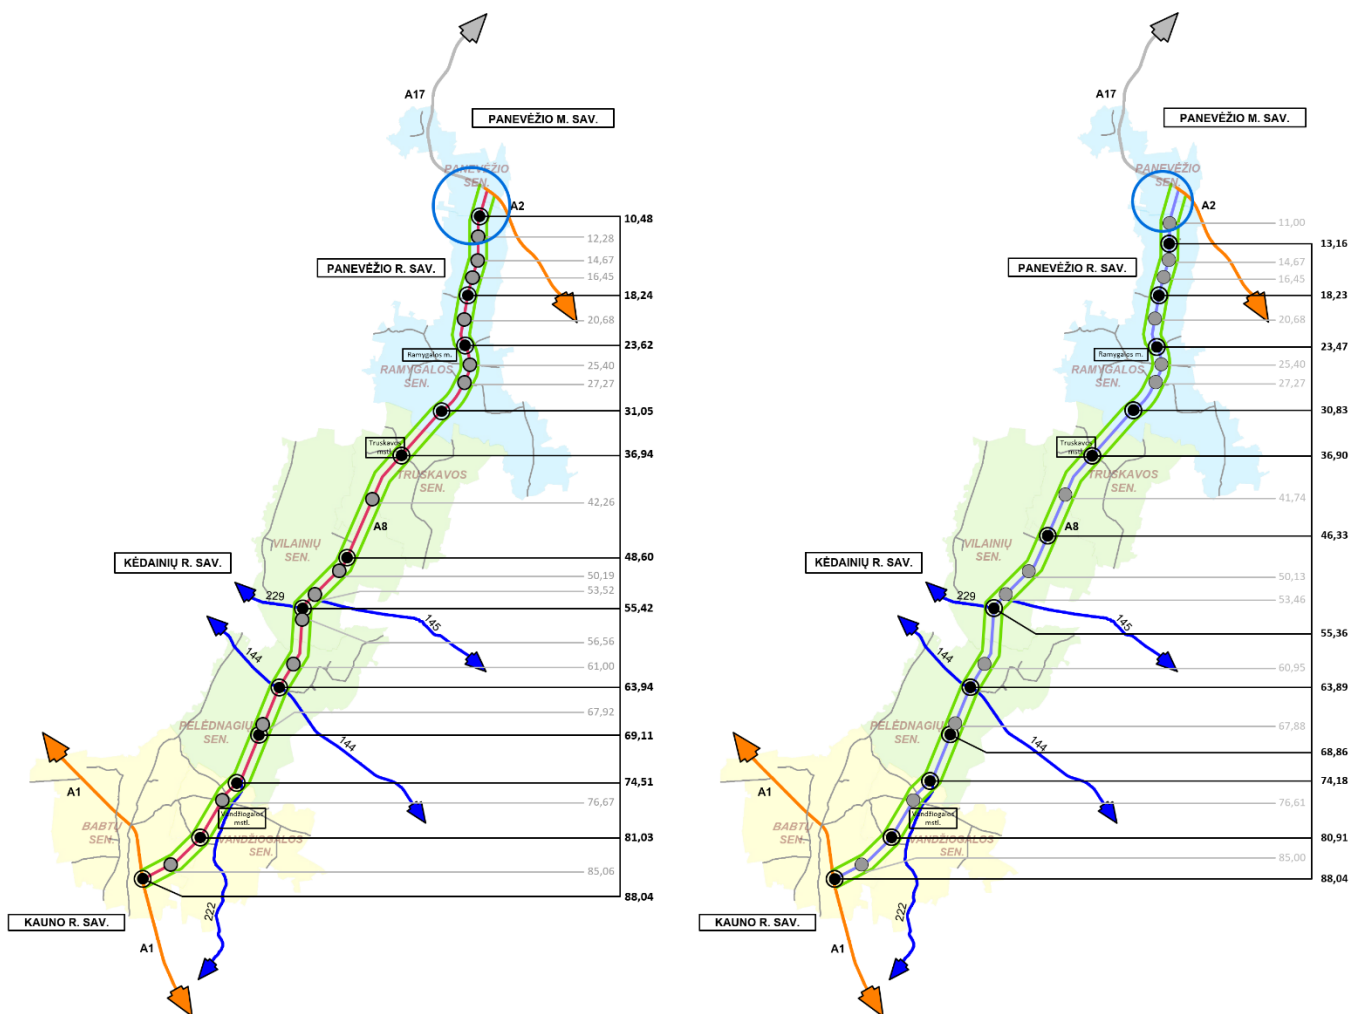 A17
PANEVĖŽIO M. SAV.
PANEVĖŽIO
SEN.
A2
10,48
12,28
14,67
PANEVĖŽIO R. SAV.
16,45
18,24
20,68
23,62
Ramygalos m.
RAMYGALOS
SEN.
25,40
27,27
31,05
Truskavos
mstl.
36,94
TRUSKAVOS
SEN.
42,26
A8
VILAINIŲ
SEN.
48,60
KĖDAINIŲ R. SAV.
50,19
53,52
229
55,42
145
56,56
144
61,00
63,94
67,92
PELĖDNAGIŲ
SEN.
69,11
144
74,51
A1
76,67
Vandžiogalos
mstl.
BABTŲ
SEN.
81,03
VANDŽIOGALOS
SEN.
85,06
88,04
222
KAUNO R. SAV.
A1
A17
PANEVĖŽIO M. SAV.
PANEVĖŽIO
SEN.
A2
11,00
13,16
14,67
PANEVĖŽIO R. SAV.
16,45
18,23
20,68
23,47
Ramygalos m.
RAMYGALOS
SEN.
25,40
27,27
30,83
Truskavos
mstl.
36,90
TRUSKAVOS
SEN.
41,74
A8
46,33
VILAINIŲ
SEN.
KĖDAINIŲ R. SAV.
50,13
53,46
229
145
55,36
144
60,95
63,89
67,88
PELĖDNAGIŲ
SEN.
144
68,86
74,18
A1
76,61
Vandžiogalos
mstl.
BABTŲ
SEN.
80,91
VANDŽIOGALOS
SEN.
85,00
88,04
222
KAUNO R. SAV.
A1